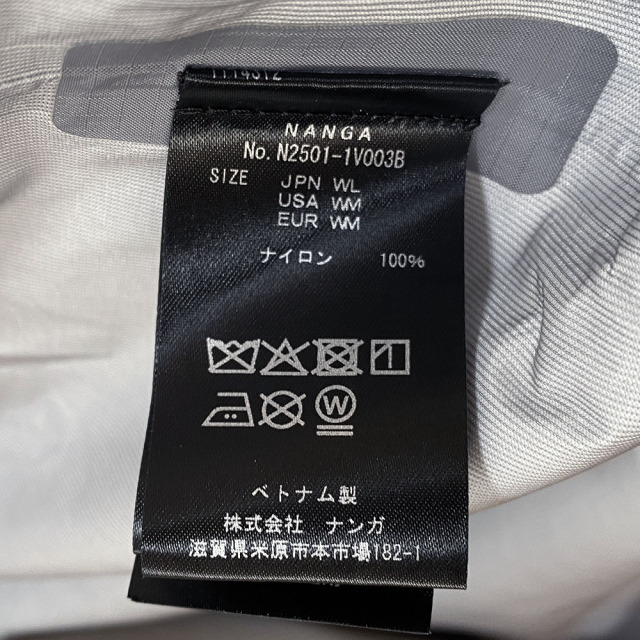 NANGA
No. N2501-1V003B
SIZE JPN WL
USA WM
EUR WM
ナイロン 100%
W
ベトナム製
株式会社 ナンガ
滋賀県米原市本市場182-1